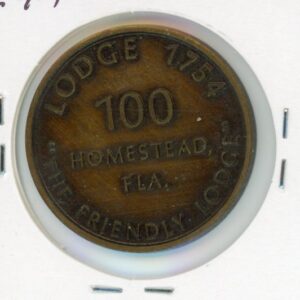 LODGE 1754
100
HOMESTEAD,
FLA.
"THE FRIENDLY LODGE"